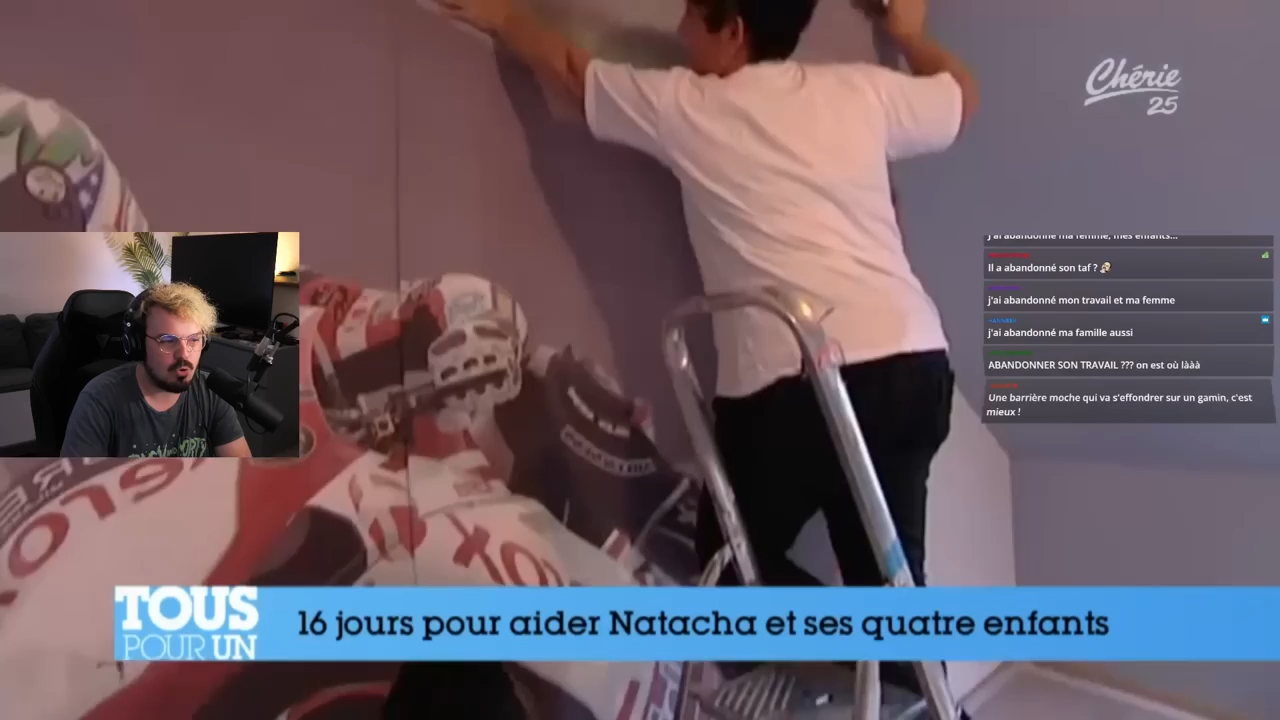 Chérie
25
j'ai abandonné ma femme, mes enfants...
Il a abandonné son taf ?
j'ai abandonné mon travail et ma femme
j'ai abandonné ma famille aussi
ABANDONNER SON TRAVAIL ??? on est où lààà
Une barrière moche qui va s'effondrer sur un gamin, c'est
mieux !
TOUS
POUR UN
16 jours pour aider Natacha et ses quatre enfants